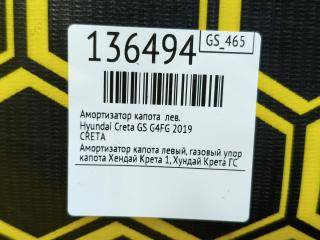 136494
GS_465
Амортизатор капота лев.
Hyundai Creta GS G4FG 2019
CRETA
Амортизатор капота левый, газовый упор
капота Хендай Крета 1, Хундай Крета ГС